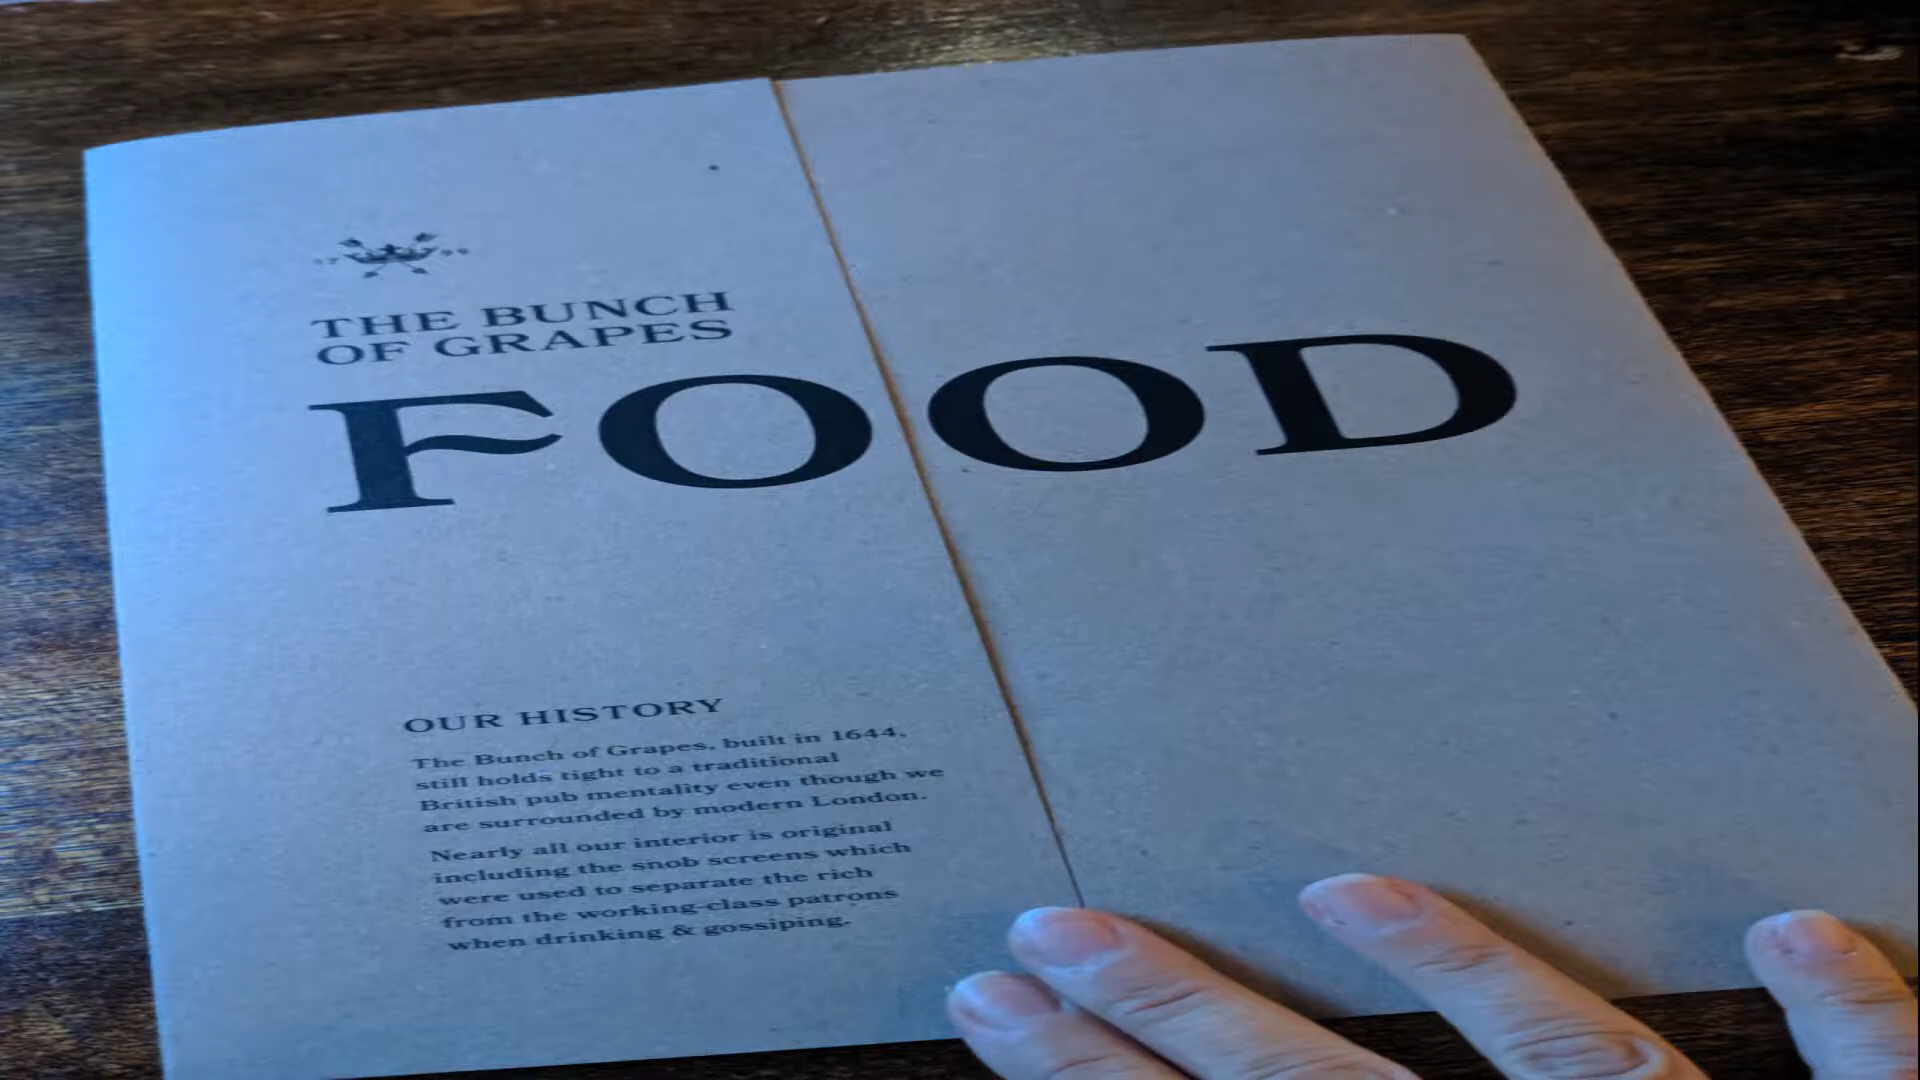 THE BUNCH
OF GRAPES
FOOD
OUR HISTORY
The Bunch of Grapes, built in 1644,
still holds tight to a traditional
British pub mentality even though we
are surrounded by modern London.
Nearly all our interior is original
including the snob screens which
were used to separate the rich
from the working-class patrons
when drinking & gossiping.